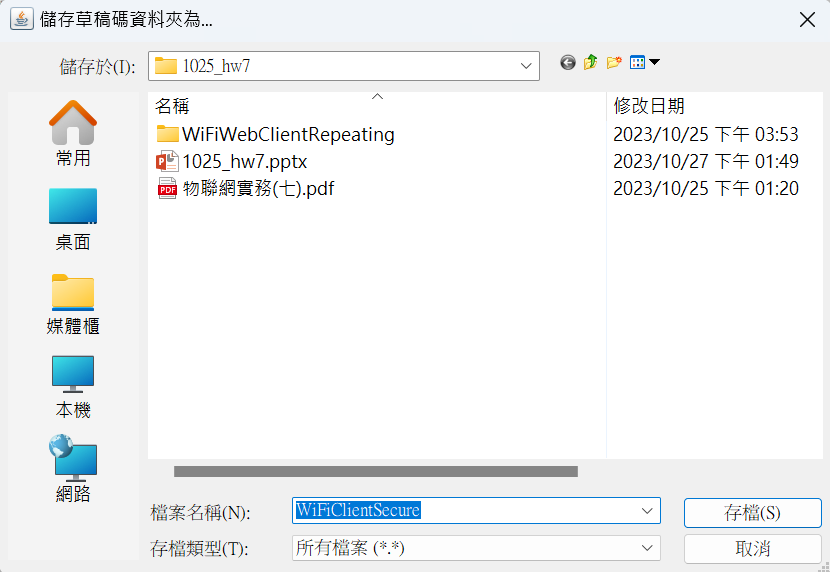 儲存草稿碼資料夾為...
儲存於(I):
1025_hw7
名稱
修改日期
WiFiWebClientRepeating
2023/10/25 下午 03:53
1025_hw7.pptx
2023/10/27 下午 01:49
物聯網實務(七).pdf
2023/10/25 下午 01:20
常用
桌面
媒體櫃
本機
網路
檔案名稱(N):
WiFiClientSecure
存檔(S)
存檔類型(T):
所有檔案 (*.*)
取消